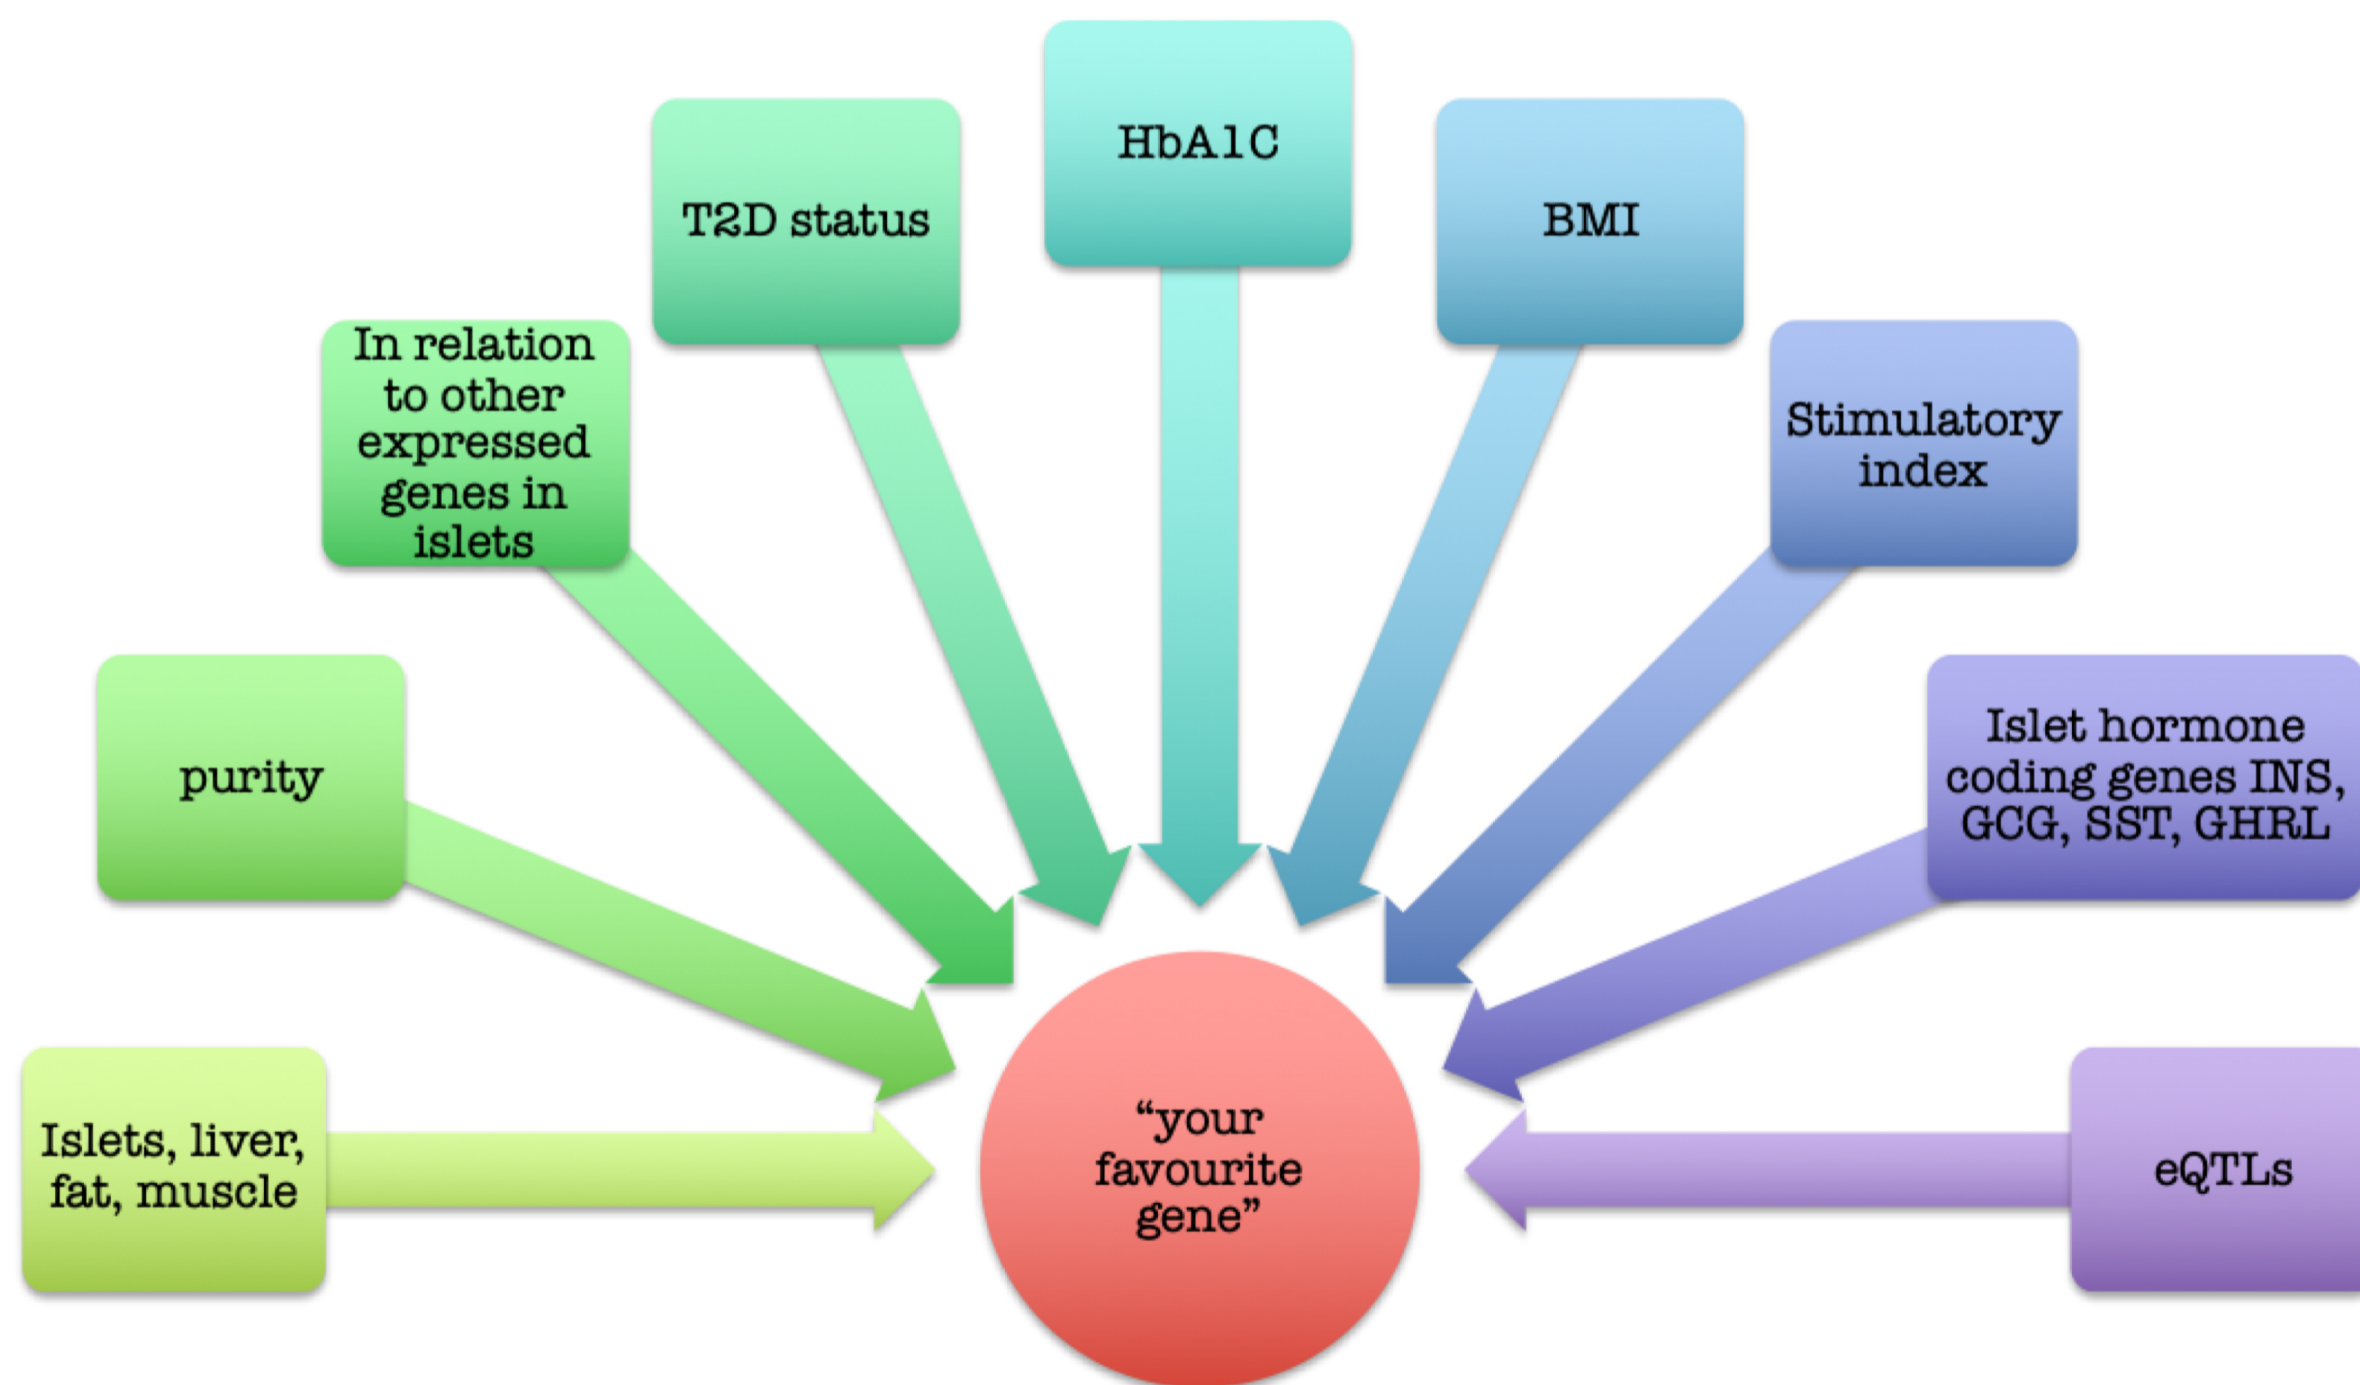 HbA1C
T2D status
BMI
In relation
to other
expressed
genes in
islets
Stimulatory
index
purity
Islet hormone
coding genes INS,
GCG, SST, GHRL
Islets, liver,
fat, muscle
“your
favourite
gene”
eQTLs